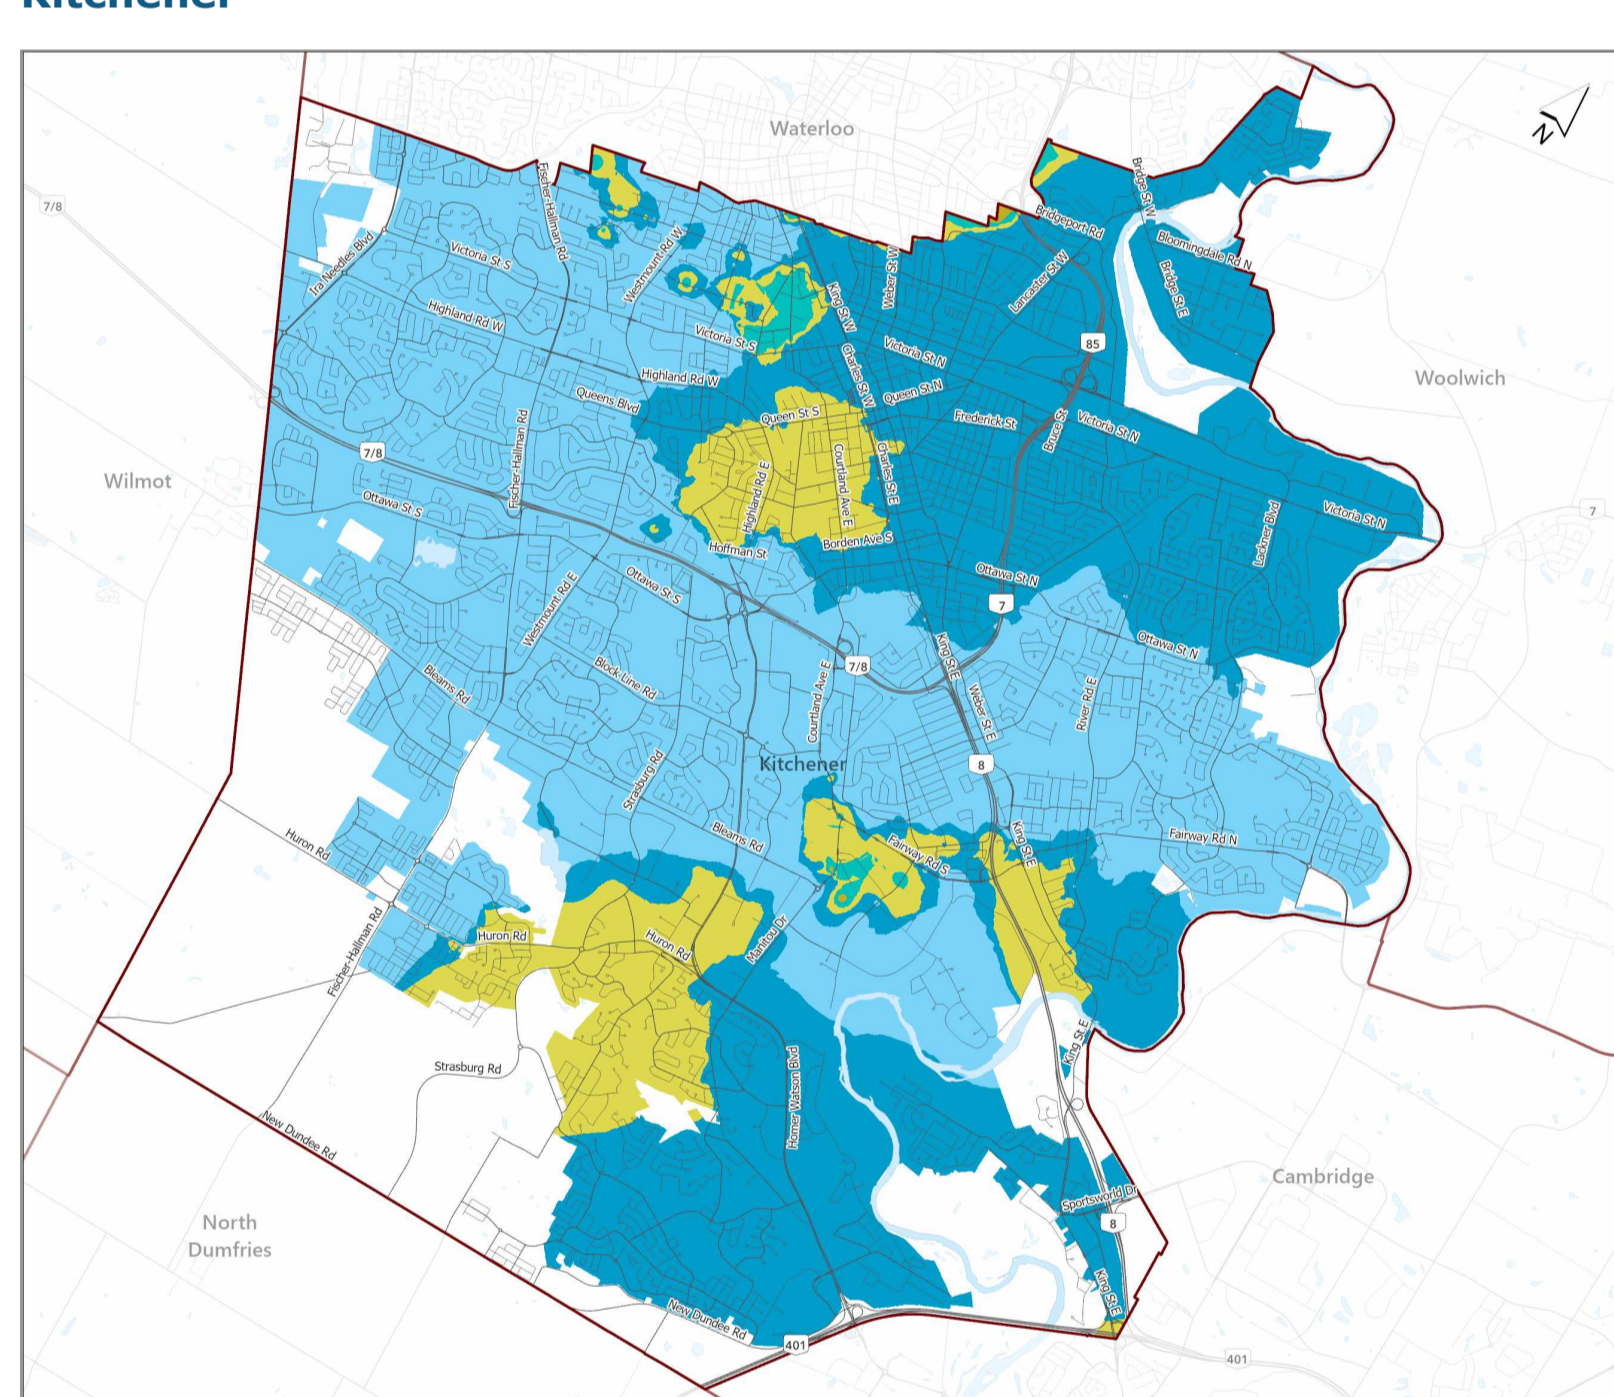 Kitchener
Waterloo
N
7/8
Fischer-Hallman Rd
Bridge St W
Bridgeport Rd
Bloomingdale Rd N
Ira Needles Blvd
Victoria St S
Westmount Rd W
Weber St W
Lancaster St W
Bridge St E
Highland Rd W
King St W
Victoria St S
Victoria St N
85
Charles St W
Woolwich
Highland Rd W
Queens Blvd
Queen St N
Queen St S
Frederick St
Bruce St
Victoria St N
7/8
Fischer-Hallman Rd
Wilmot
Ottawa St S
Highland Rd E
Courtland Ave E
Charles St E
Lackner Blvd
Victoria St N
7
Hoffman St
Borden Ave S
Ottawa St S
Ottawa St N
7
Westmount Rd E
Ottawa St N
King St E
7/8
Block Line Rd
Bleams Rd
Courtland Ave E
Weber St E
River Rd E
Kitchener
8
Strasburg Rd
Bleams Rd
Fairway Rd S
King St E
Fairway Rd N
Huron Rd
Fischer-Hallman Rd
Huron Rd
Huron Rd
Manitou Dr
King St E
Strasburg Rd
Homer Watson Blvd
New Dundee Rd
Cambridge
Sportsworld Dr
North
Dumfries
8
King St E
New Dundee Rd
401
401